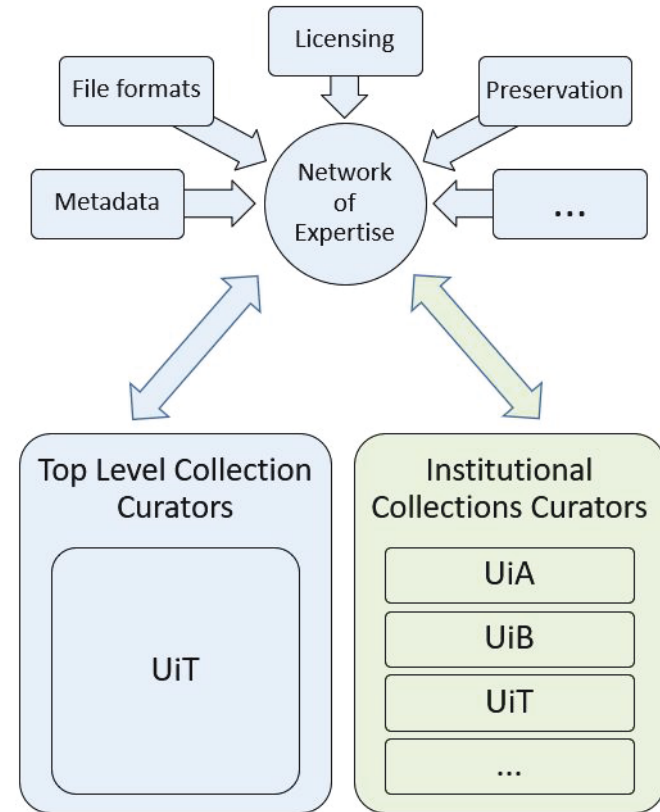 Licensing
File formats
Preservation
Network
of
Expertise
Metadata
...
Top Level Collection
Curators
UiT
Institutional
Collections Curators
UiA
UiB
UiT
...